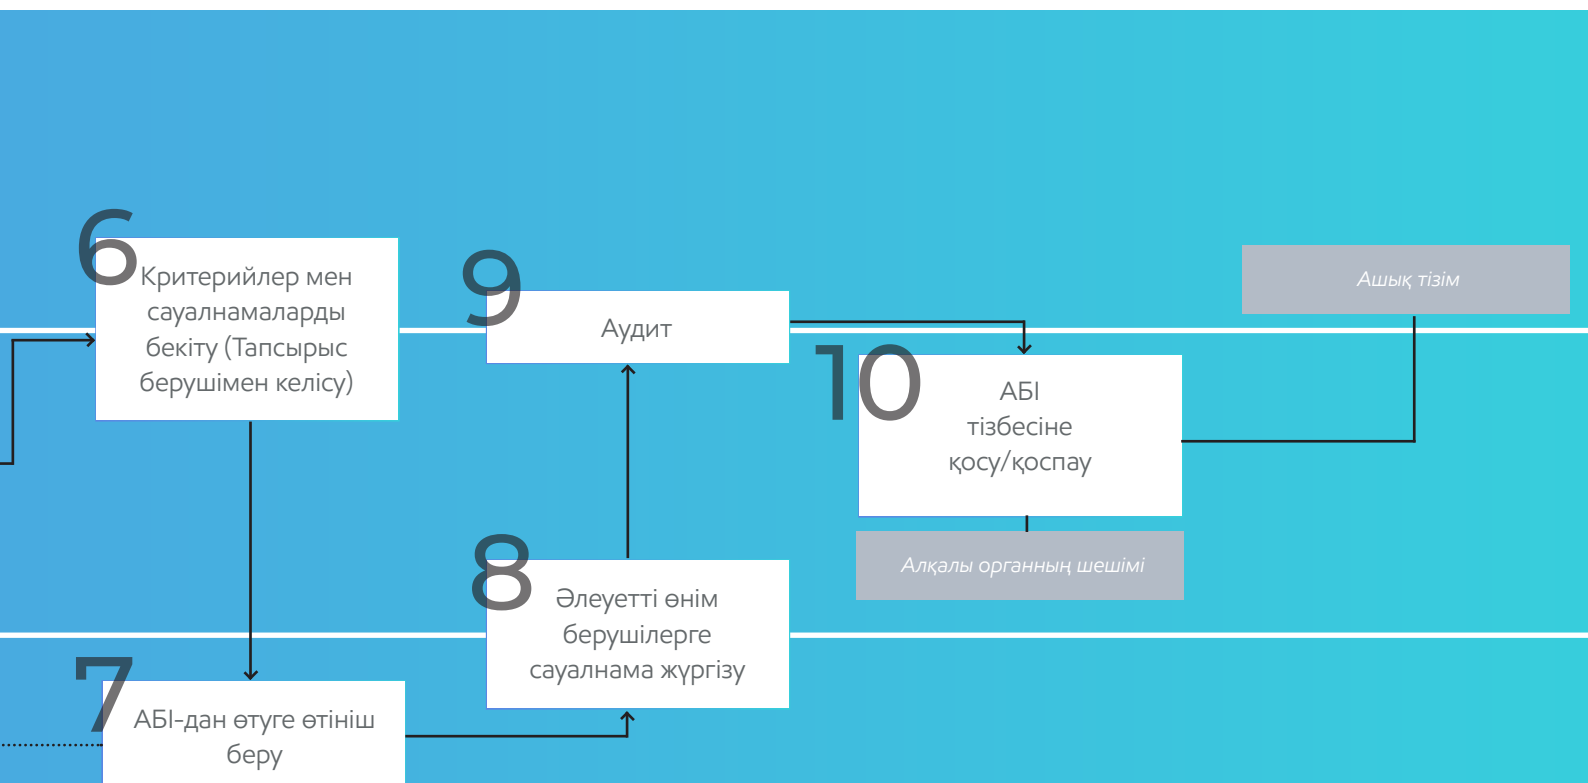 6
Критерийлер мен
сауалнамаларды
бекіту (Тапсырыс
берушімен келісу)
7
АБІ-дан өтуге өтініш
беру
8
Әлеуетті өнім
берушілерге
сауалнама жүргізу
9
Аудит
10
АБІ
тізбесіне
қосу/қоспау
Алқалы органның шешімі
Ашық тізім